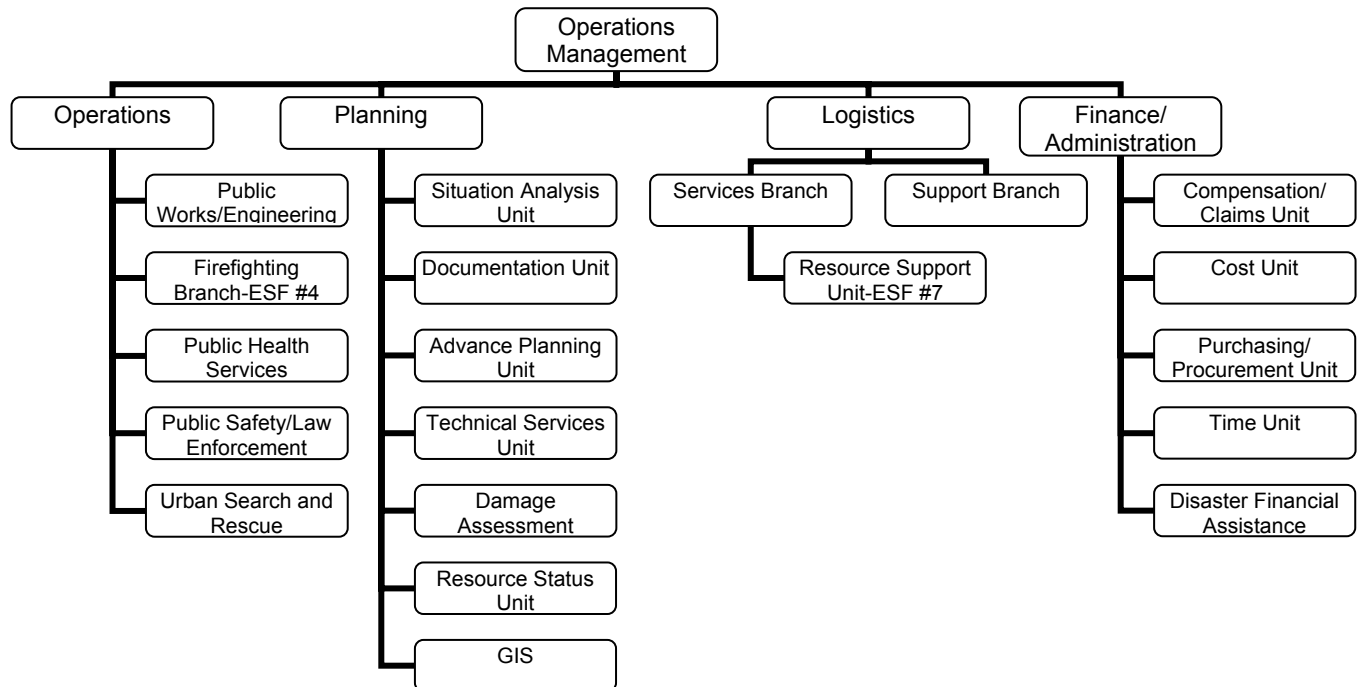 Operations
Management
Operations
Planning
Logistics
Finance/
Administration
Public
Works/Engineering
Firefighting
Branch-ESF #4
Public Health
Services
Public Safety/Law
Enforcement
Urban Search and
Rescue
Situation Analysis
Unit
Documentation Unit
Advance Planning
Unit
Technical Services
Unit
Damage
Assessment
Resource Status
Unit
GIS
Services Branch
Support Branch
Resource Support
Unit-ESF #7
Compensation/
Claims Unit
Cost Unit
Purchasing/
Procurement Unit
Time Unit
Disaster Financial
Assistance